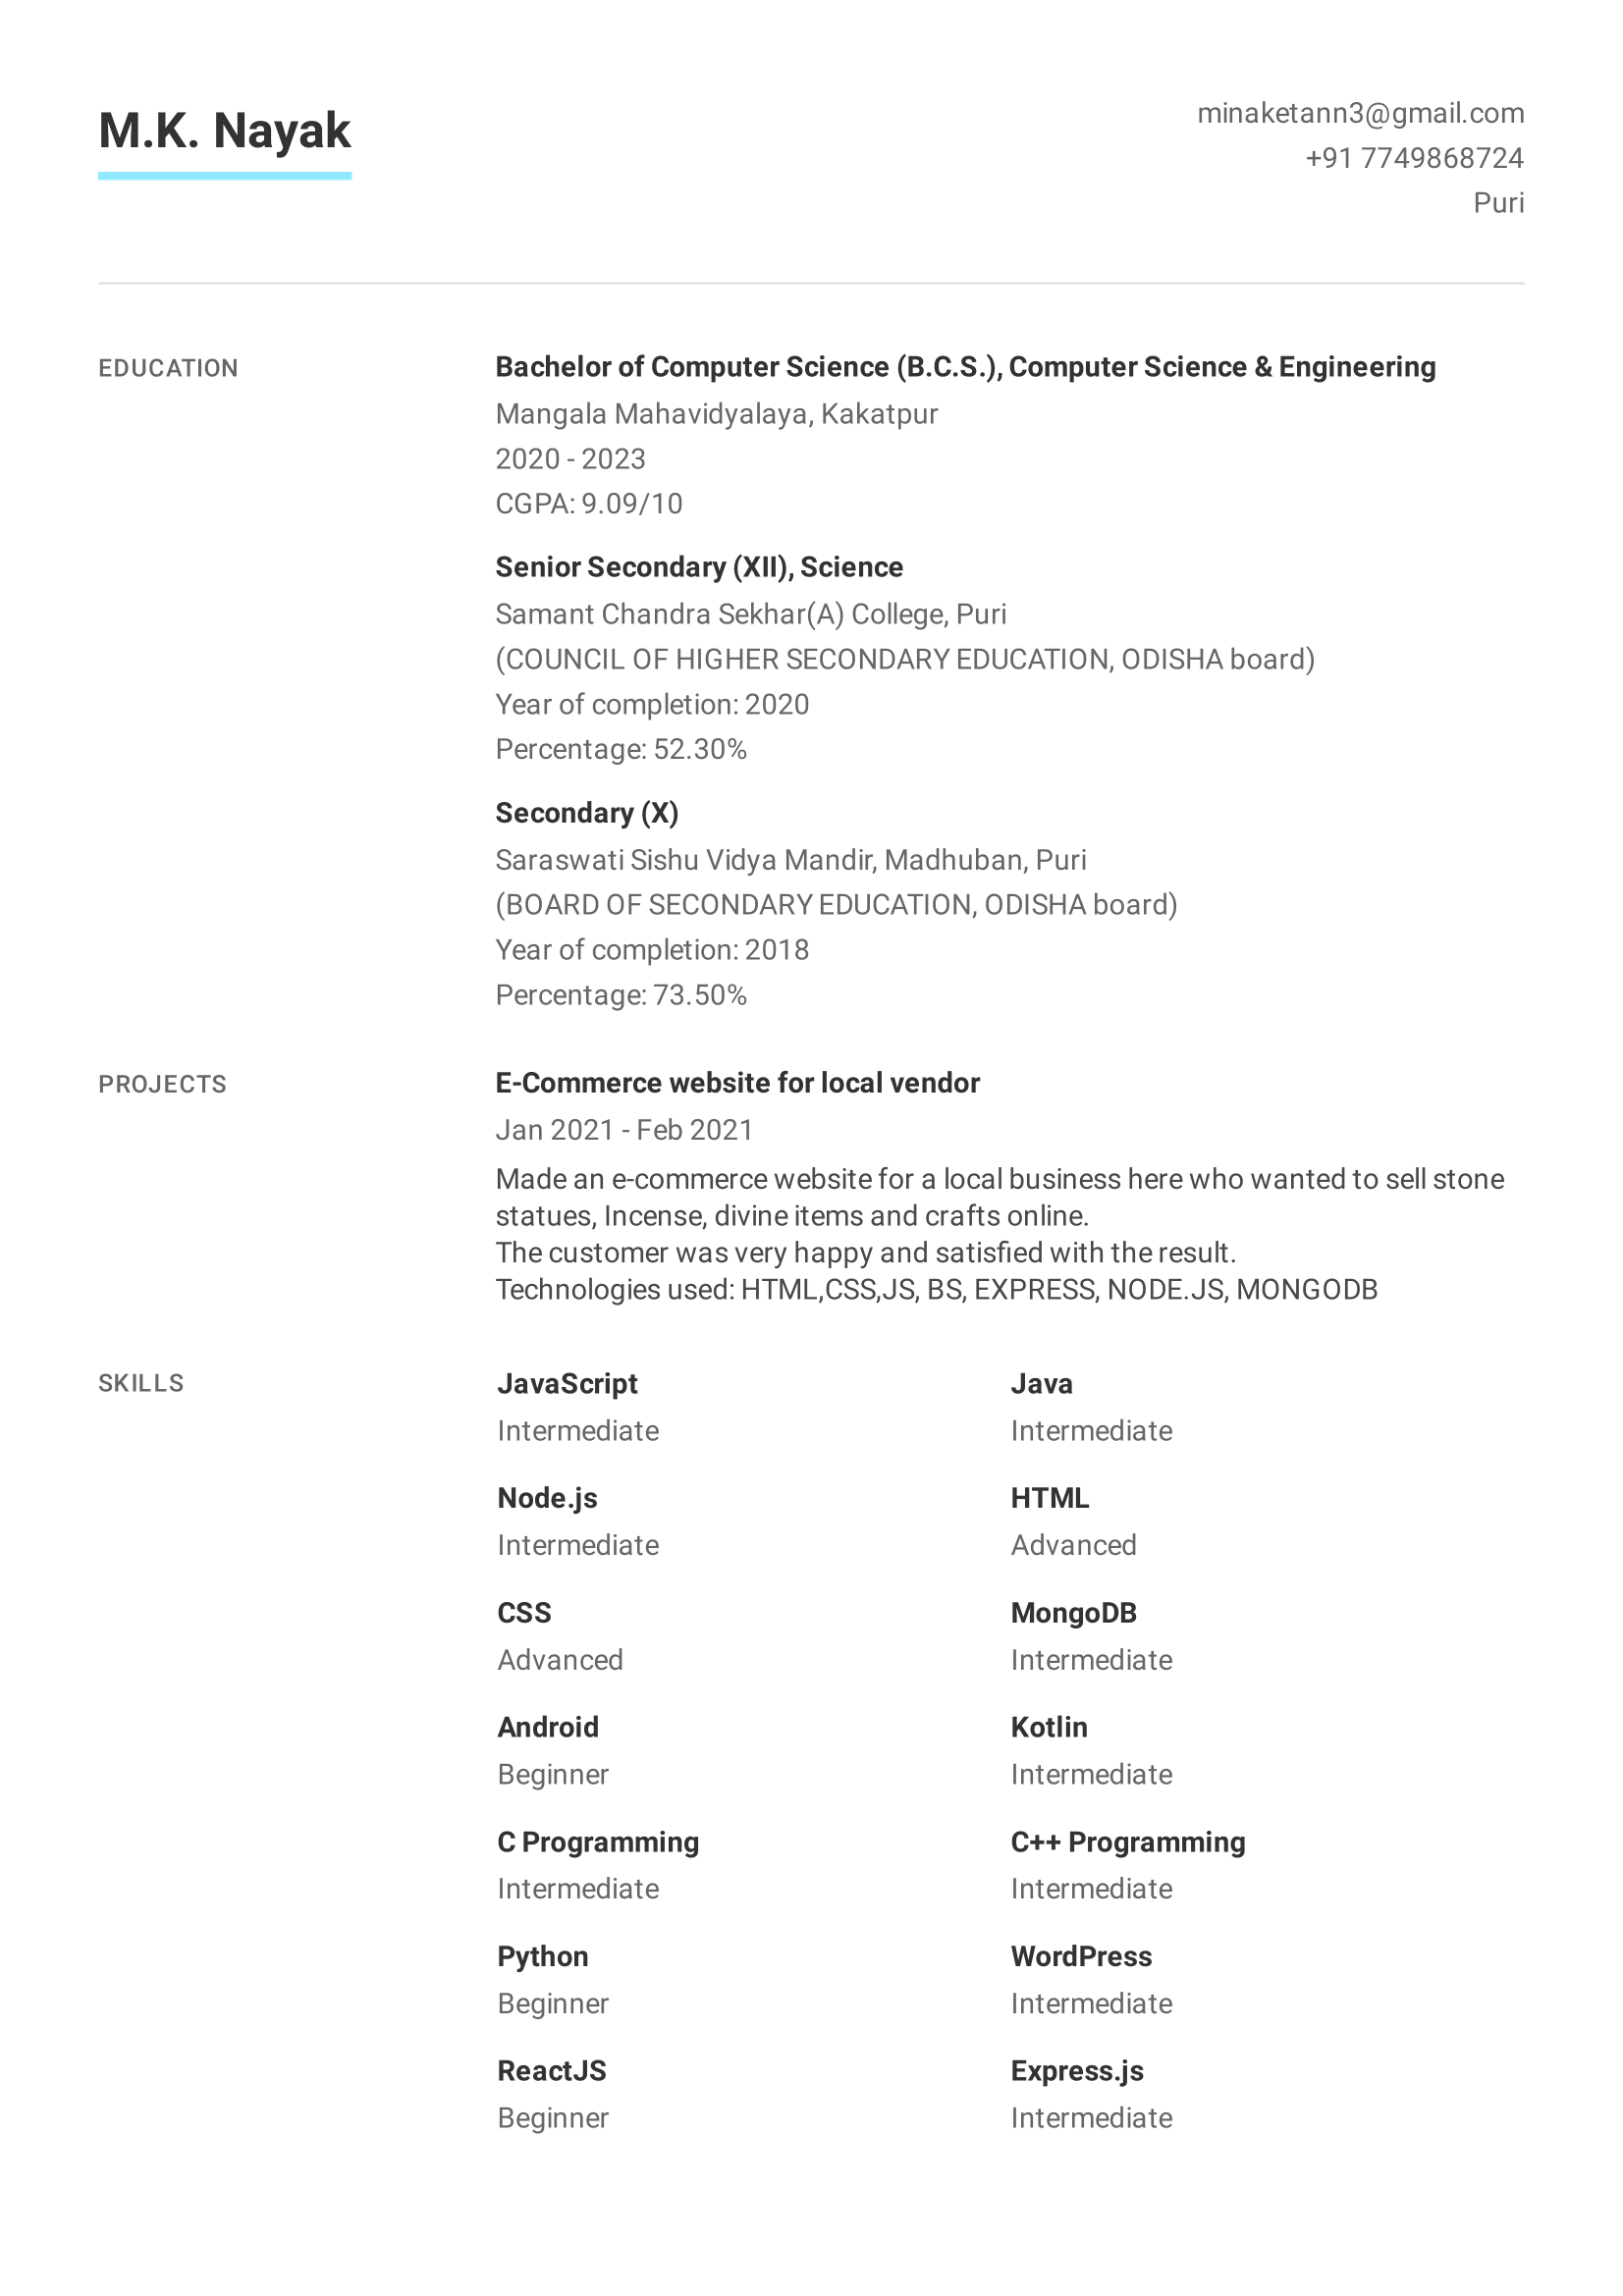 M.K. Nayak
minaketann3@gmail.com
+91 7749868724
Puri
EDUCATION
Bachelor of Computer Science (B.C.S.), Computer Science & Engineering
Mangala Mahavidyalaya, Kakatpur
2020 - 2023
CGPA: 9.09/10
Senior Secondary (XII), Science
Samant Chandra Sekhar(A) College, Puri
(COUNCIL OF HIGHER SECONDARY EDUCATION, ODISHA board)
Year of completion: 2020
Percentage: 52.30%
Secondary (X)
Saraswati Sishu Vidya Mandir, Madhuban, Puri
(BOARD OF SECONDARY EDUCATION, ODISHA board)
Year of completion: 2018
Percentage: 73.50%
PROJECTS
E-Commerce website for local vendor
Jan 2021 - Feb 2021
Made an e-commerce website for a local business here who wanted to sell stone
statues, Incense, divine items and crafts online.
The customer was very happy and satisfied with the result.
Technologies used: HTML,CSS,JS, BS, EXPRESS, NODE.JS, MONGODB
SKILLS
JavaScript
Intermediate
Java
Intermediate
Node.js
Intermediate
HTML
Advanced
CSS
Advanced
MongoDB
Intermediate
Android
Beginner
Kotlin
Intermediate
C Programming
Intermediate
C++ Programming
Intermediate
Python
Beginner
WordPress
Intermediate
ReactJS
Beginner
Express.js
Intermediate